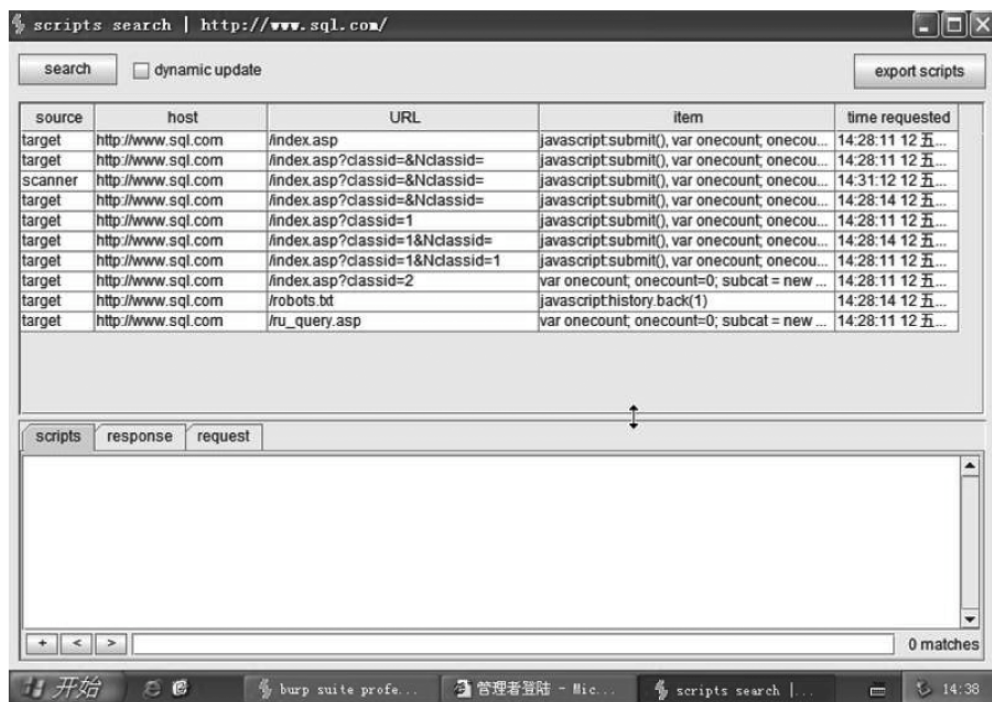 scripts search | http://www.sql.com/
search dynamic update export scripts
source host URL item time requested
target http://www.sql.com /index.asp javascript:submit(), var onecount; onecou... 14:28:11 12 五...
target http://www.sql.com /index.asp?classid=&Nclassid= javascript:submit(), var onecount; onecou... 14:28:14 12 五...
scanner http://www.sql.com /index.asp?classid=&Nclassid= javascript:submit(), var onecount; onecou... 14:31:12 12 五...
target http://www.sql.com /index.asp?classid=&Nclassid= javascript:submit(), var onecount; onecou... 14:28:14 12 五...
target http://www.sql.com /index.asp?classid=1 javascript:submit(), var onecount; onecou... 14:28:11 12 五...
target http://www.sql.com /index.asp?classid=1&Nclassid= javascript:submit(), var onecount; onecou... 14:28:14 12 五...
target http://www.sql.com /index.asp?classid=1&Nclassid=1 javascript:submit(), var onecount; onecou... 14:28:11 12 五...
target http://www.sql.com /index.asp?classid=2 var onecount; onecount=0; subcat = new ... 14:28:11 12 五...
target http://www.sql.com /robots.txt javascript:history.back(1) 14:28:14 12 五...
target http://www.sql.com /ru_query.asp var onecount; onecount=0; subcat = new ... 14:28:11 12 五...
scripts response request
+ < > 0 matches
开始 burp suite profe... 管理者登陆 - Mic... scripts search |... 14:38